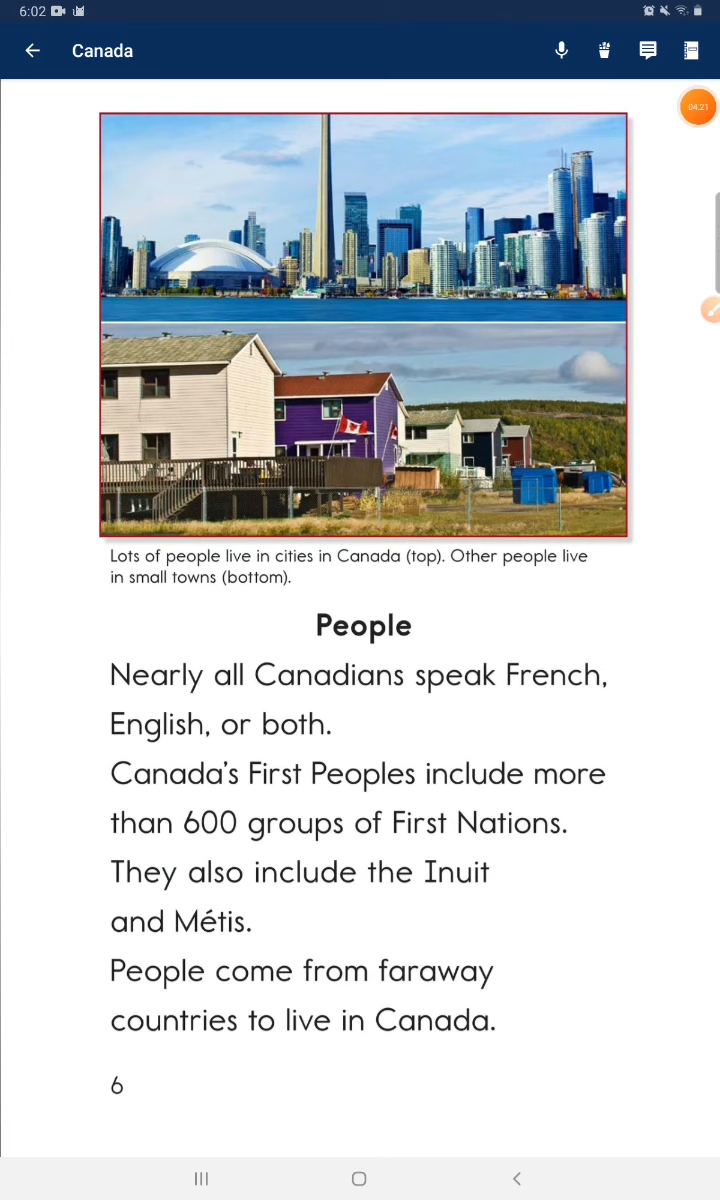 6:02
Canada
04:21
Lots of people live in cities in Canada (top). Other people live
in small towns (bottom).
People
Nearly all Canadians speak French,
English, or both.
Canada's First Peoples include more
than 600 groups of First Nations.
They also include the Inuit
and Métis.
People come from faraway
countries to live in Canada.
6